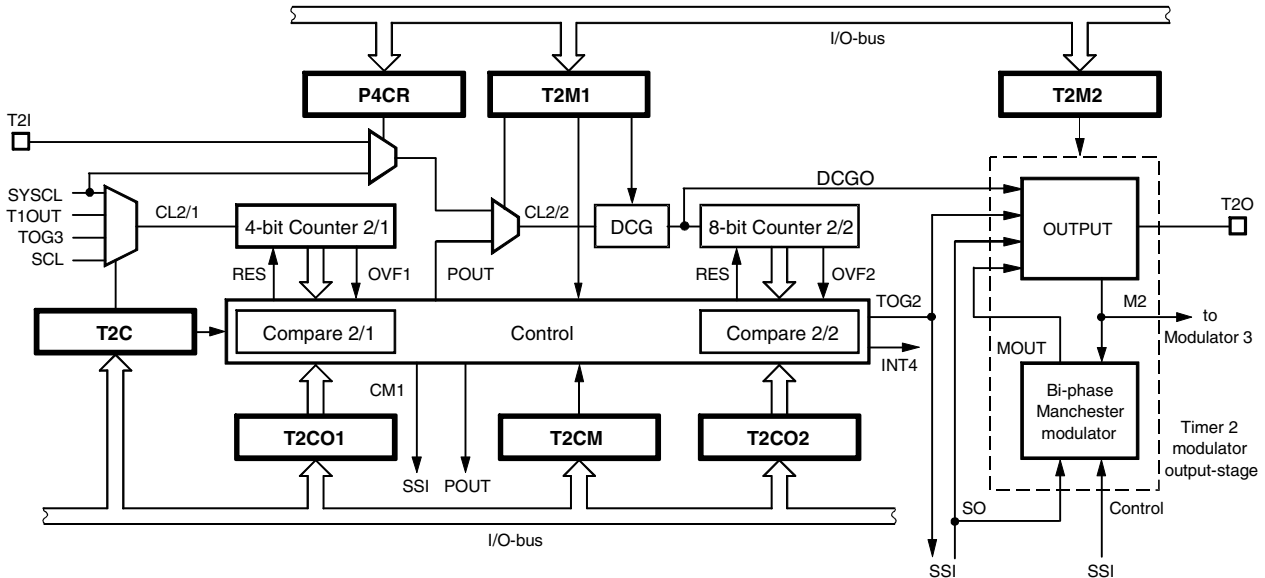 I/O-bus
P4CR
T2M1
T2M2
T2I
DCGO
SYSCL
T1OUT
TOG3
SCL
CL2/1
4-bit Counter 2/1
CL2/2
DCG
8-bit Counter 2/2
OUTPUT
T2O
RES
OVF1
POUT
RES
OVF2
TOG2
M2
to
Modulator 3
T2C
Compare 2/1
Control
Compare 2/2
INT4
MOUT
CM1
Bi-phase
Manchester
modulator
T2CO1
T2CM
T2CO2
Timer 2
modulator
output-stage
SSI
POUT
SO
Control
I/O-bus
SSI
SSI